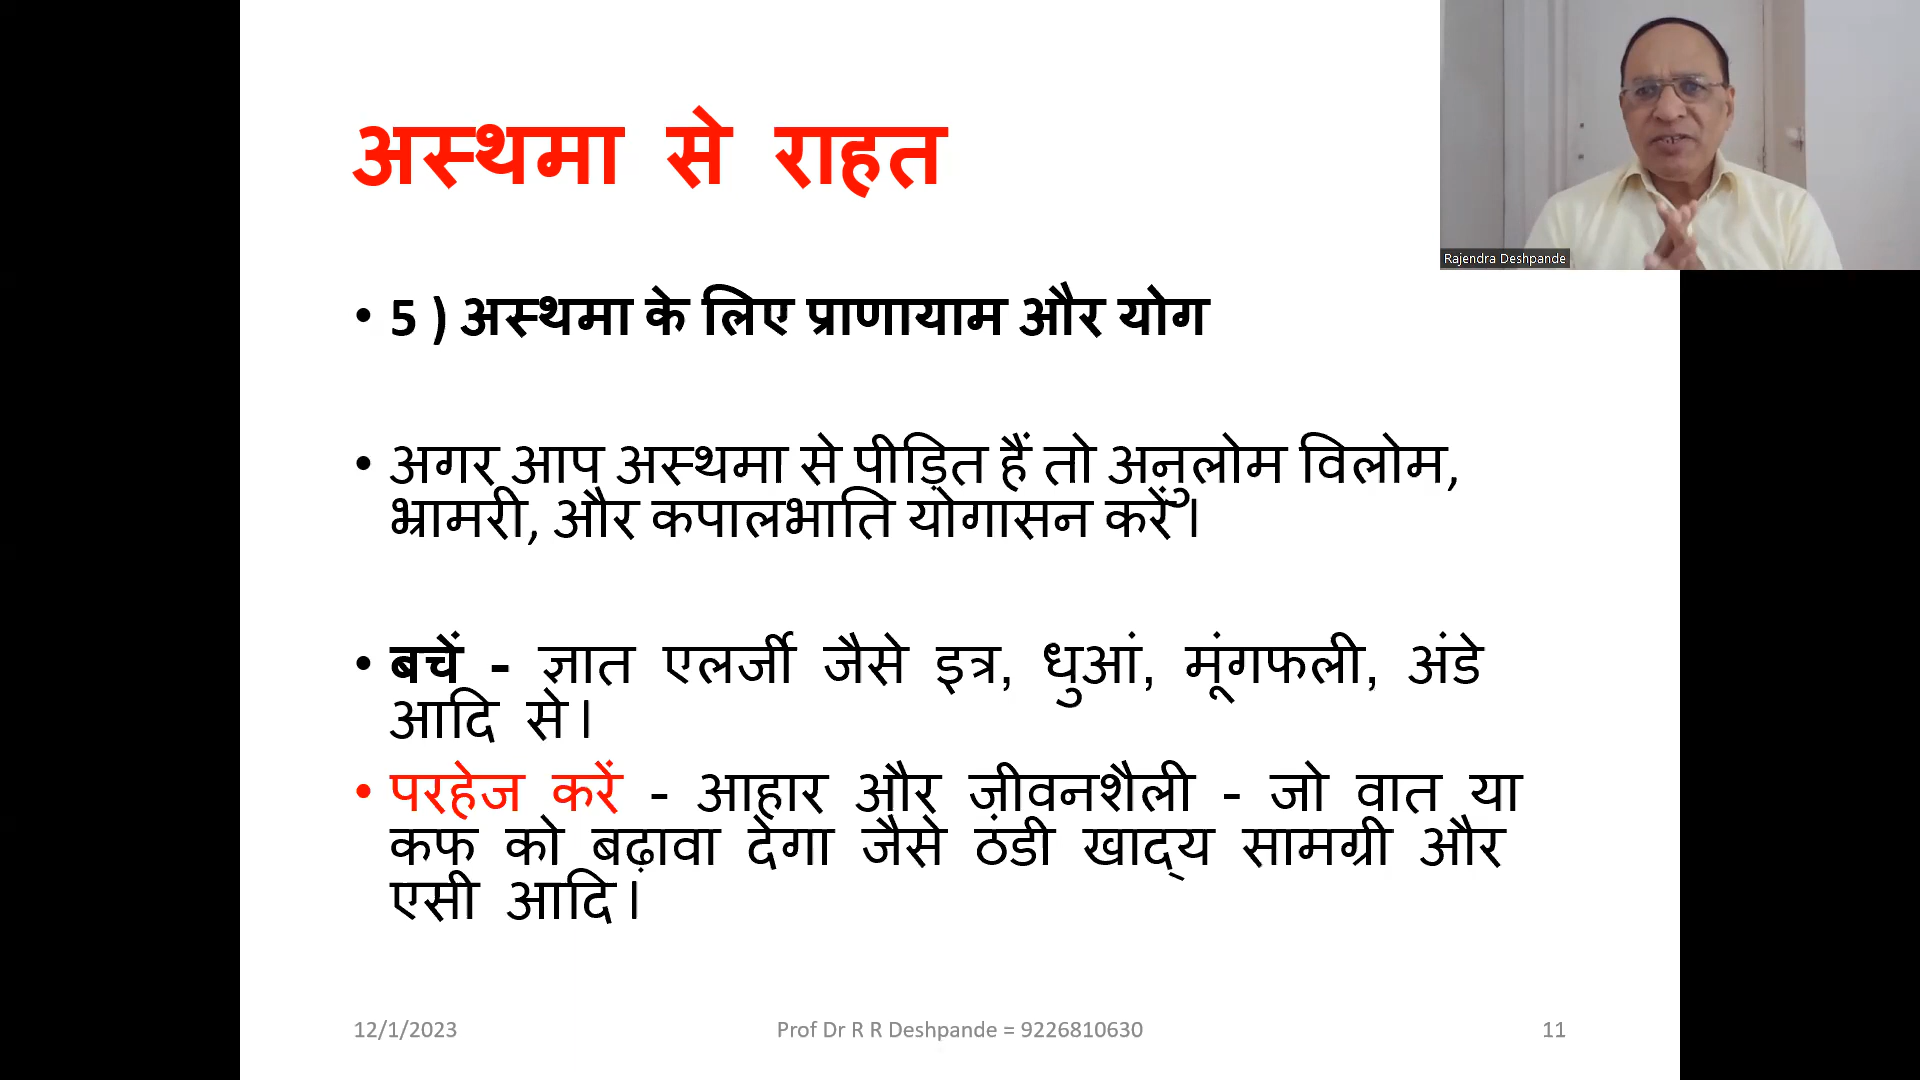 अस्थमा से राहत
Rajendra Deshpande
• 5 ) अस्थमा के लिए प्राणायाम और योग
• अगर आप अस्थमा से पीड़ित हैं तो अनुलोम विलोम,
भ्रामरी, और कपालभाति योगासन करें।
• बचें - ज्ञात एलर्जी जैसे इत्र, धुआं, मूंगफली, अंडे
आदि से।
• परहेज करें - आहार और जीवनशैली - जो वात या
कफ को बढ़ावा देगा जैसे ठंडी खाद्य सामग्री और
एसी आदि।
12/1/2023 Prof Dr R R Deshpande = 9226810630 11